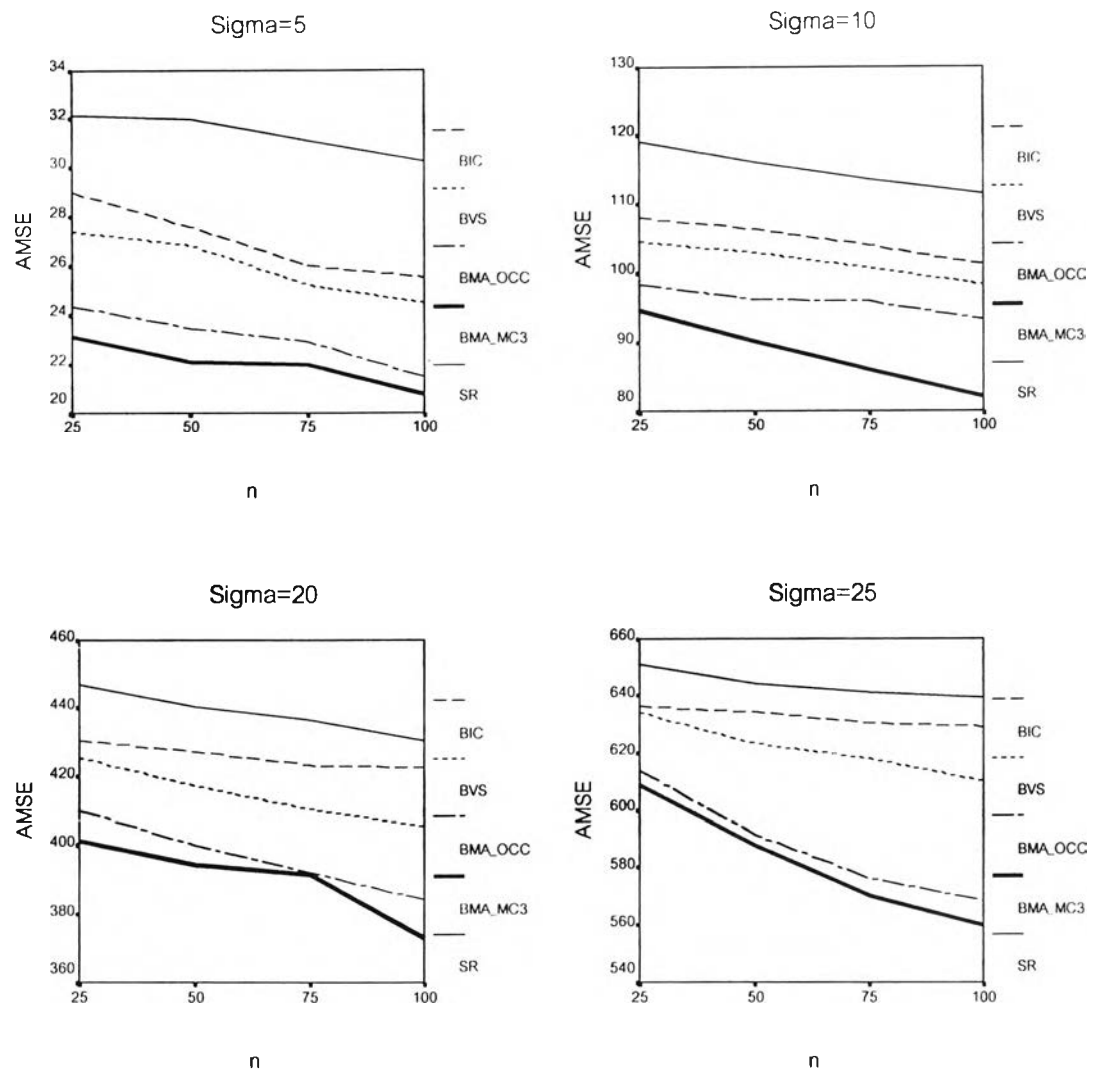 Sigma=5
34
32
30
28
26
24
22
20
AMSE
25
50
75
100
n
BIC
BVS
BMA_OCC
BMA_MC3
SR
Sigma=10
130
120
110
100
90
80
AMSE
25
50
75
100
n
BIC
BVS
BMA_OCC
BMA_MC3
SR
Sigma=20
460
440
420
400
380
360
AMSE
25
50
75
100
n
BIC
BVS
BMA_OCC
BMA_MC3
SR
Sigma=25
660
640
620
600
580
560
540
AMSE
25
50
75
100
n
BIC
BVS
BMA_OCC
BMA_MC3
SR